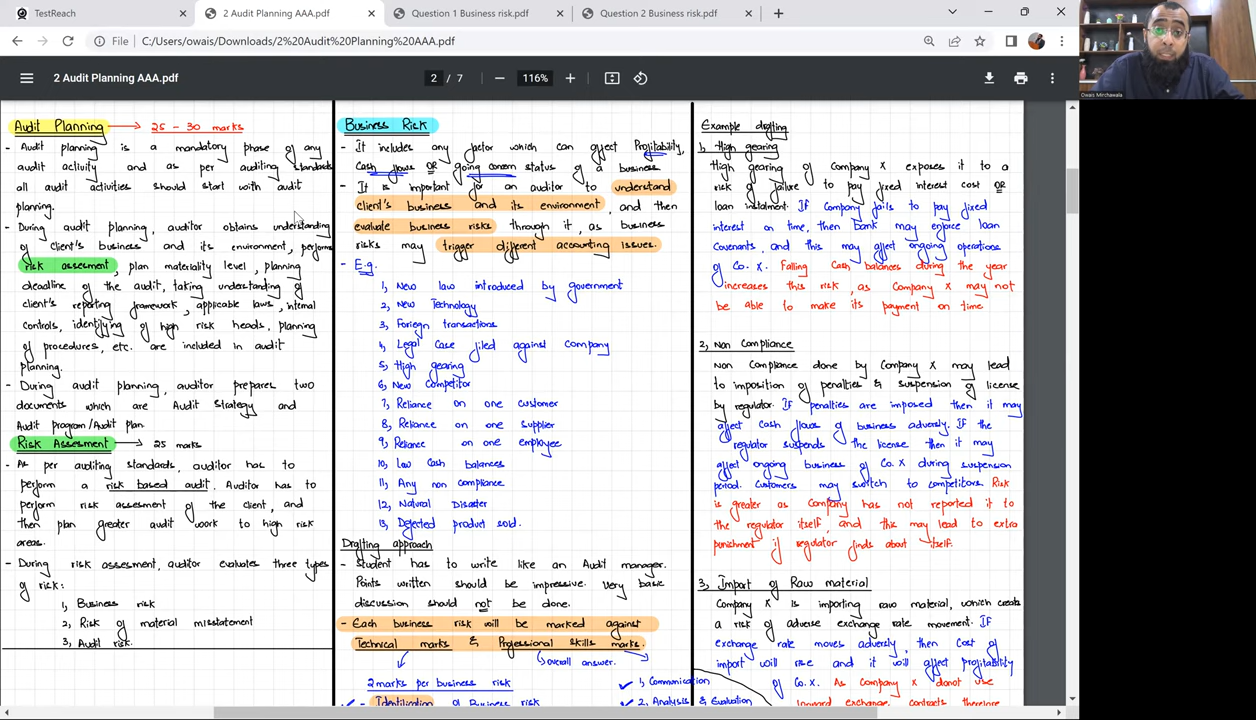 TestReach
2 Audit Planning AAA.pdf
Question 1 Business risk.pdf
Question 2 Business risk.pdf
File
C:/Users/owais/Downloads/2%20Audit%20Planning%20AAA.pdf
2 Audit Planning AAA.pdf
2 / 7
116%
Owais Mirchawala
Audit Planning → 25 - 30 marks
- Audit planning is a mandatory phase of any
audit activity and as per auditing standards
all audit activities should start with audit
planning.
- During audit planning, auditor obtains understanding
of client's business and its environment, performs
risk assesment, plan materiality level, planning
deadline of the audit, taking understanding of
client's reporting framework, applicable laws, internal
controls, identifying of high risk heads, planning
of procedures, etc. are included in audit
planning.
- During audit planning, auditor prepares two
documents which are Audit strategy and
Audit program/Audit plan.
Risk Assesment → 25 marks
- As per auditing standards, auditor has to
perform a risk based audit. Auditor has to
perform risk assesment of the client, and
then plan greater audit work to high risk
areas.
- During risk assesment, auditor evaluates three types
of risk:
1, Business risk
2, Risk of material misstatement
3, Audit risk.
Business Risk
- It includes any factor which can affect Profitability,
Cash flows OR going concern status of a business
- It is important for an auditor to understand
client's business and its environment, and then
evaluate business risks through it, as business
risks may trigger different accounting issues.
- E.g.
1, New law introduced by government
2, New Technology
3, Foriegn transactions
4, Legal Case filed against company
5, High gearing
6, New Competitor
7, Reliance on one customer
8, Reliance on one supplier
9, Reliance on one employee
10, Low Cash balances
11, Any non compliance
12, Natural Disaster
13, Defected product sold.
Drafting approach
- Student has to write like an Audit manager.
Points written should be impressive. Very basic
discussion should not be done.
- Each business risk will be marked against
Technical marks & Professional skills marks.
Overall answer.
2 marks per business risk
✓ 1, Communication
✓ - Identification of Business risk
✓ 2, Analysis & Evaluation
Example drafting
1, High gearing
High gearing of Company X exposes it to a
risk of failure to pay fixed interest cost OR
loan instalment. If Company fails to pay fixed
interest on time, then bank may enforce loan
Covenants, and this may affect ongoing operations
of Co. X. Falling Cash balances during the year
increases this risk, as Company X may not
be able to make its payment on time
2, Non Compliance
Non Compliance done by Company X may lead
to imposition of penalties & suspension of license
by regulator. If penalties are imposed then it may
affect cash flows of business adversly. If the
regulator suspends the license then it may
affect ongoing business of Co. X during suspension
period. Customers may switch to competitors Risk
is greater as Company has not reported it to
the regulator itself, and this may lead to extra
punishment if regulator finds about itself.
3, Import of Raw material
Company X is importing raw material, which create
a risk of adverse exchange rate movement. If
exchange rate moves adversly, then Cost of
import will rise and it will affect profitability
of Co. X. As Company X donot use
forward exchange contracts therefore